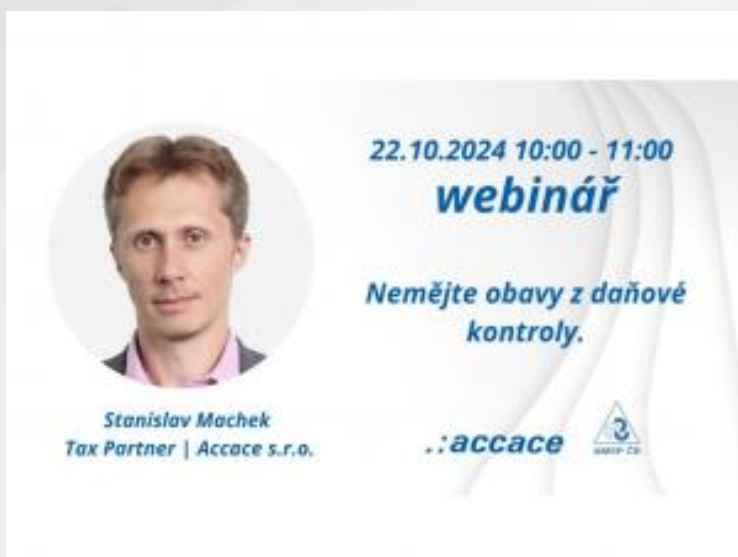 22.10.2024 10:00 - 11:00
webinář
Nemějte obavy z daňové
kontroly.
Stanislav Machek
Tax Partner | Accace s.r.o.
.:accace